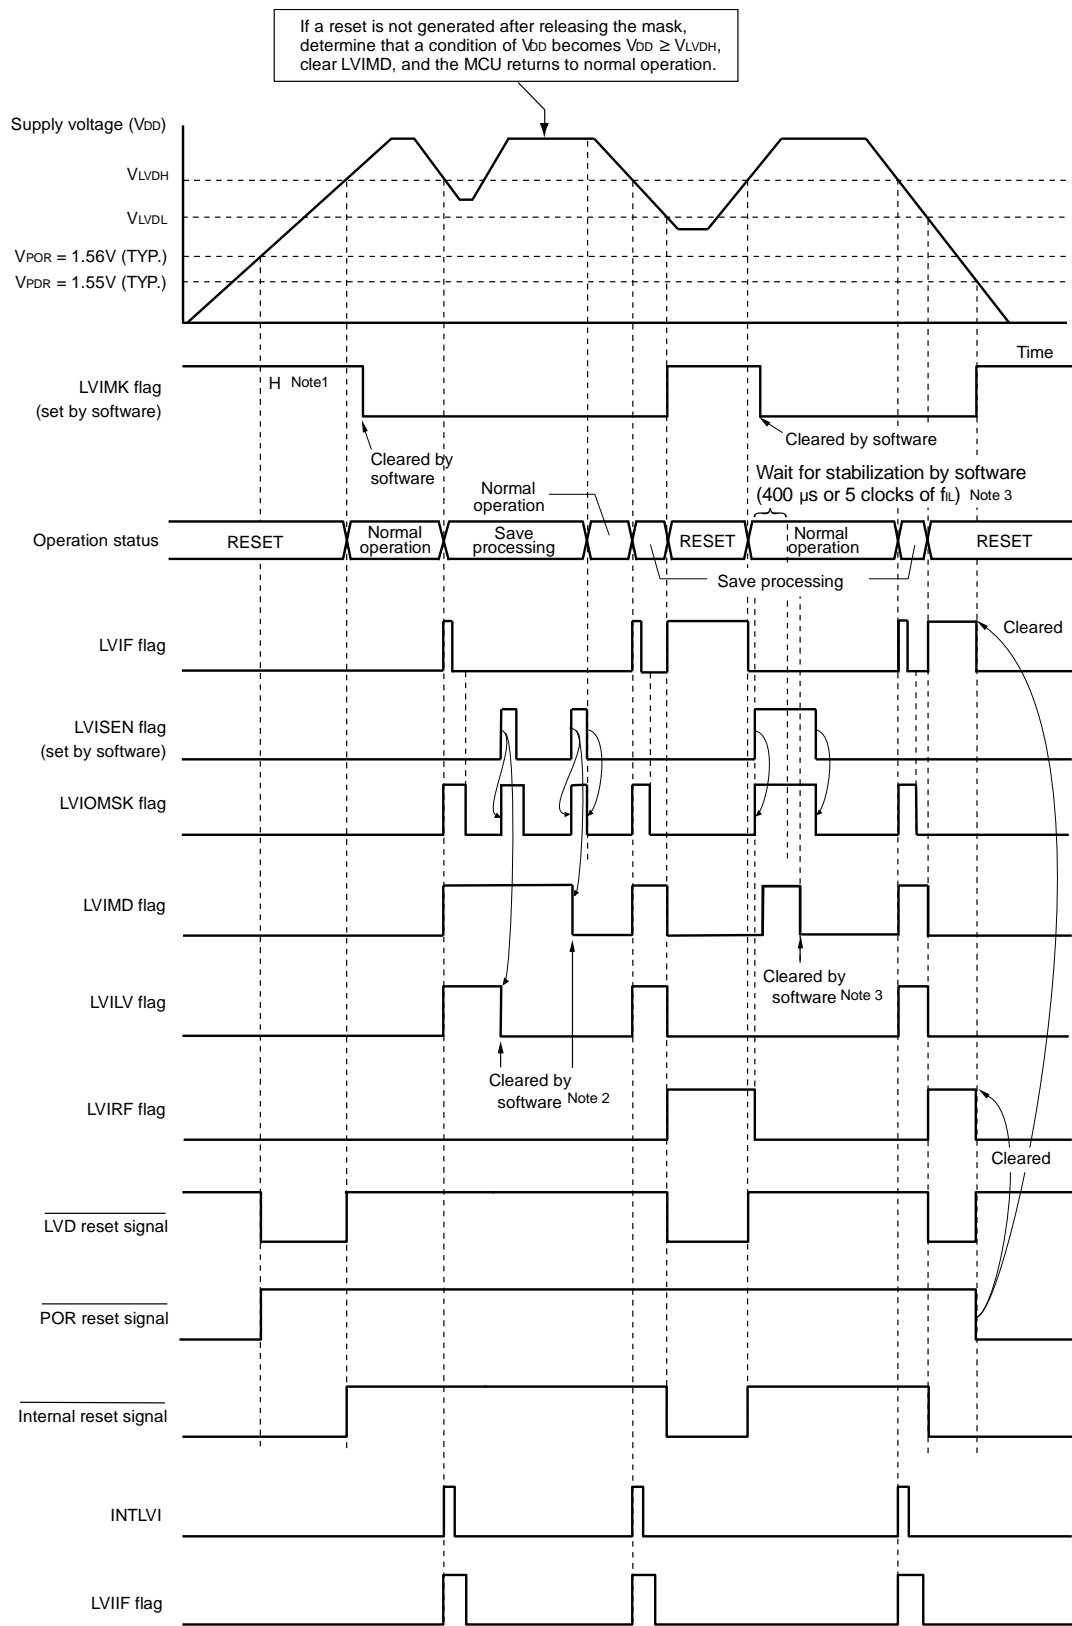 If a reset is not generated after releasing the mask,
determine that a condition of VDD becomes VDD ≥ VLVDH,
clear LVIMD, and the MCU returns to normal operation.
Supply voltage (VDD)
VLVDH
VLVDL
VPOR = 1.56V (TYP.)
VPDR = 1.55V (TYP.)
Time
LVIMK flag
(set by software)
H Note1
Cleared by
software
Cleared by software
Wait for stabilization by software
(400 µs or 5 clocks of fIL) Note 3
Normal
operation
Operation status
RESET
Normal
operation
Save
processing
RESET
Normal
operation
RESET
Save processing
LVIF flag
Cleared
LVISEN flag
(set by software)
LVIOMSK flag
LVIMD flag
Cleared by
software Note 3
LVILV flag
Cleared by
software Note 2
LVIRF flag
Cleared
LVD reset signal
POR reset signal
Internal reset signal
INTLVI
LVIIF flag